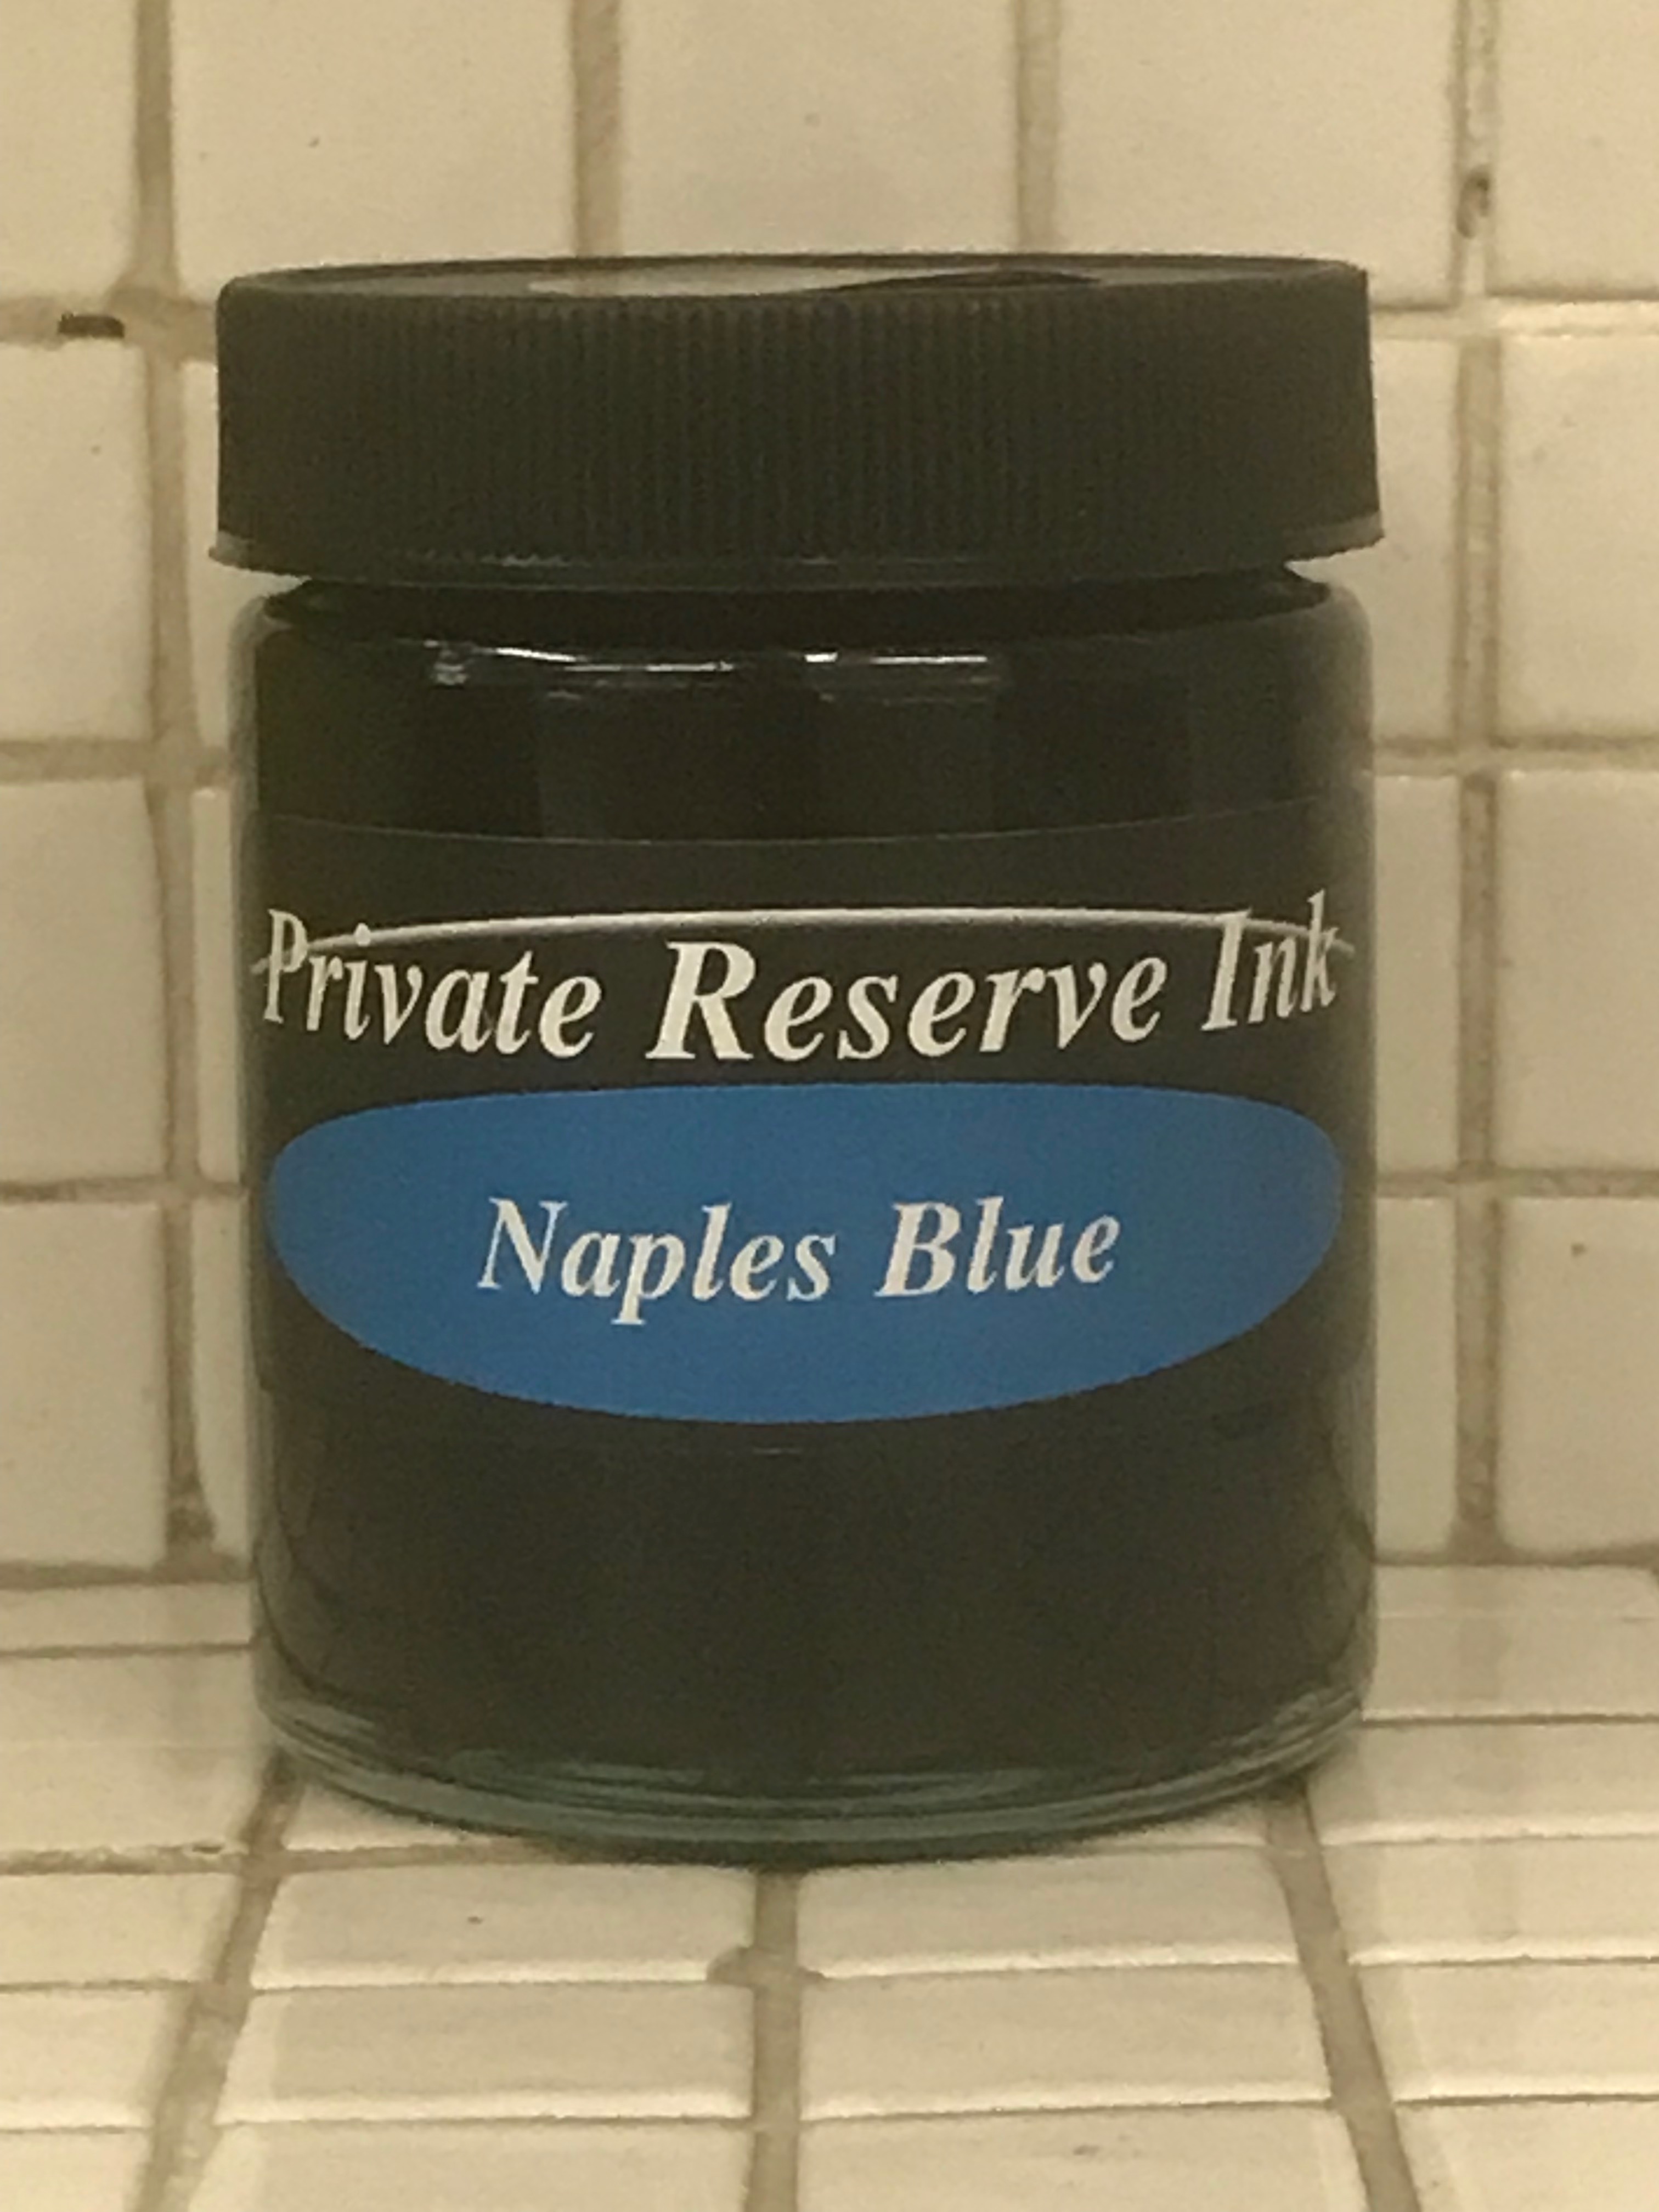 Private Reserve Ink
Naples Blue